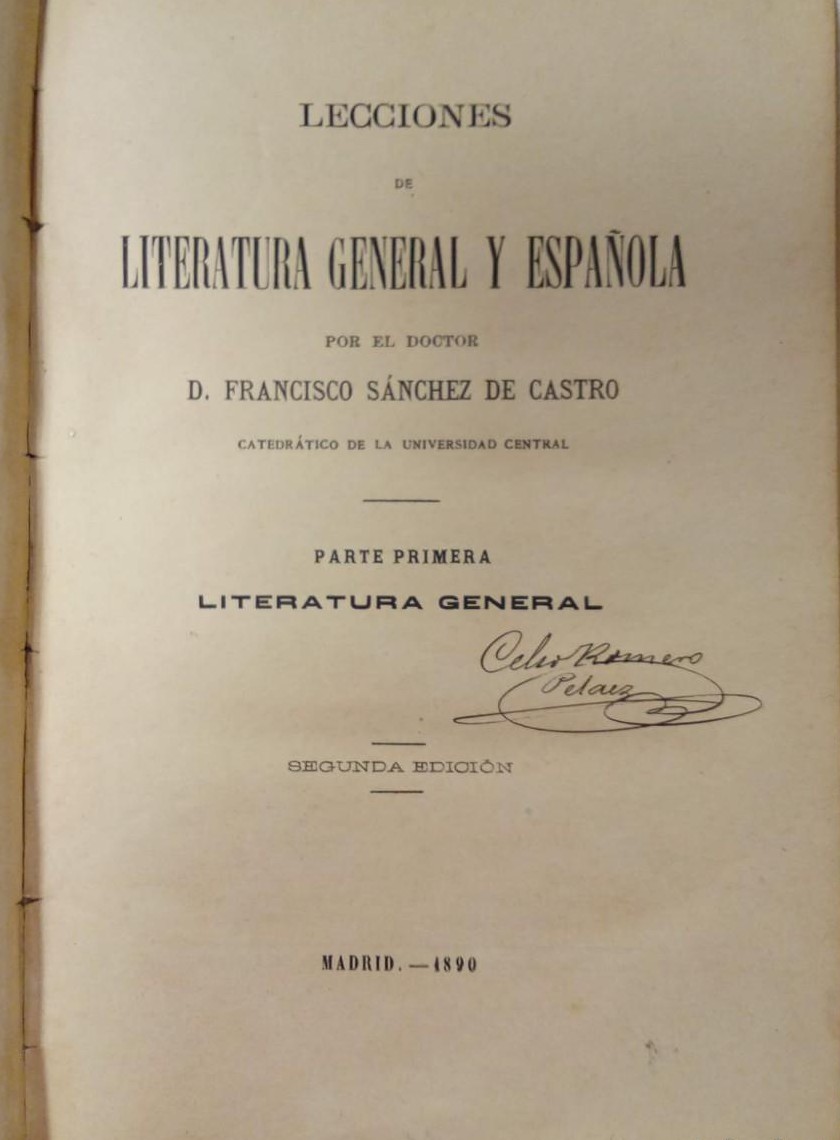 LECCIONES
DE
LITERATURA GENERAL Y ESPAÑOLA
POR EL DOCTOR
D. FRANCISCO SÁNCHEZ DE CASTRO
CATEDRÁTICO DE LA UNIVERSIDAD CENTRAL
PARTE PRIMERA
LITERATURA GENERAL
Celso Romero
Pelaez
SEGUNDA EDICIÓN
MADRID.—1890